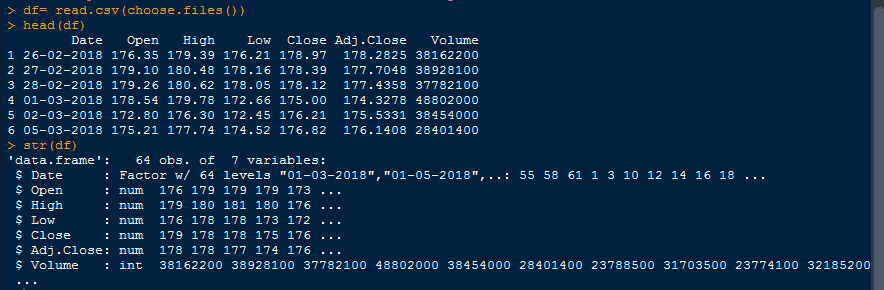 > df= read.csv(choose.files())
> head(df)
        Date   Open   High    Low  Close Adj.Close   Volume
1 26-02-2018 176.35 179.39 176.21 178.97  178.2825 38162200
2 27-02-2018 179.10 180.48 178.16 178.39  177.7048 38928100
3 28-02-2018 179.26 180.62 178.05 178.12  177.4358 37782100
4 01-03-2018 178.54 179.78 172.66 175.00  174.3278 48802000
5 02-03-2018 172.80 176.30 172.45 176.21  175.5331 38454000
6 05-03-2018 175.21 177.74 174.52 176.82  176.1408 28401400
> str(df)
'data.frame':   64 obs. of  7 variables:
 $ Date     : Factor w/ 64 levels "01-03-2018","01-05-2018",..: 55 58 61 1 3 10 12 14 16 18 ...
 $ Open     : num  176 179 179 179 173 ...
 $ High     : num  179 180 181 180 176 ...
 $ Low      : num  176 178 178 173 172 ...
 $ Close    : num  179 178 178 175 176 ...
 $ Adj.Close: num  178 178 177 174 176 ...
 $ Volume   : int  38162200 38928100 37782100 48802000 38454000 28401400 23788500 31703500 23774100 32185200
 ...